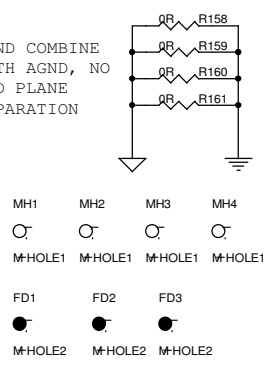 0R R158
ND COMBINE 0R R159
TH AGND, NO 0R R160
D PLANE 0R R161
PARATION
MH1 MH2 MH3 MH4
M-HOLE1 M-HOLE1 M-HOLE1 M-HOLE1
FD1 FD2 FD3
M-HOLE2 M-HOLE2 M-HOLE2